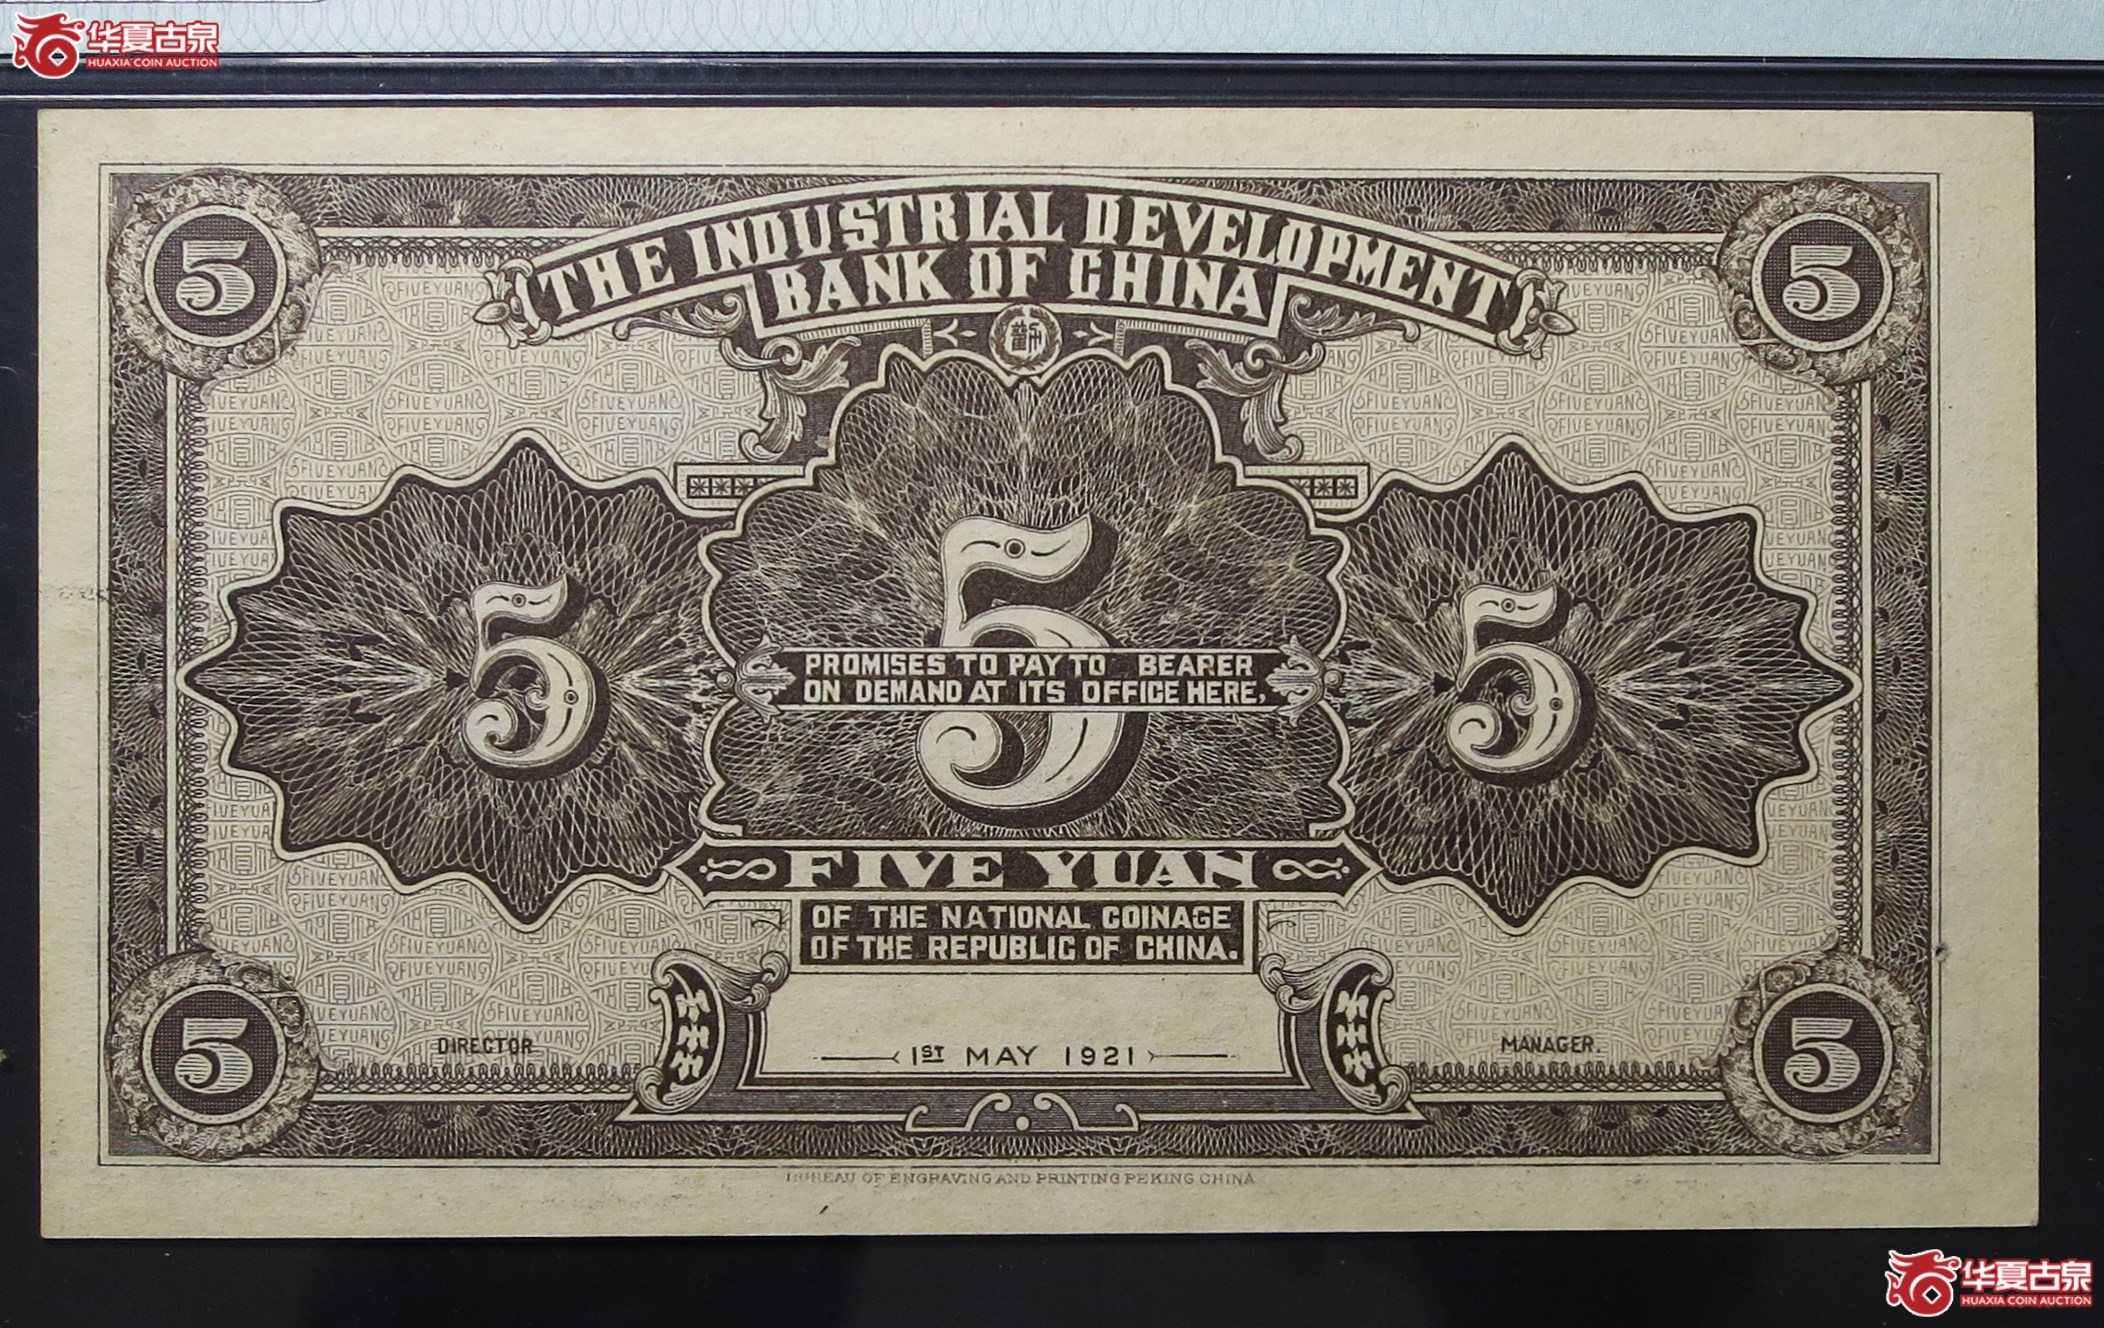 华夏古泉
HUAXIA COIN AUCTION
5
5
THE INDUSTRIAL DEVELOPMENT
BANK OF CHINA
5
5
5
PROMISES TO PAY TO BEARER
ON DEMAND AT ITS OFFICE HERE,
FIVE YUAN
OF THE NATIONAL COINAGE
OF THE REPUBLIC OF CHINA.
5
5
DIRECTOR
1ST MAY 1921
MANAGER.
BUREAU OF ENGRAVING AND PRINTING PEKING CHINA
华夏古泉
HUAXIA COIN AUCTION